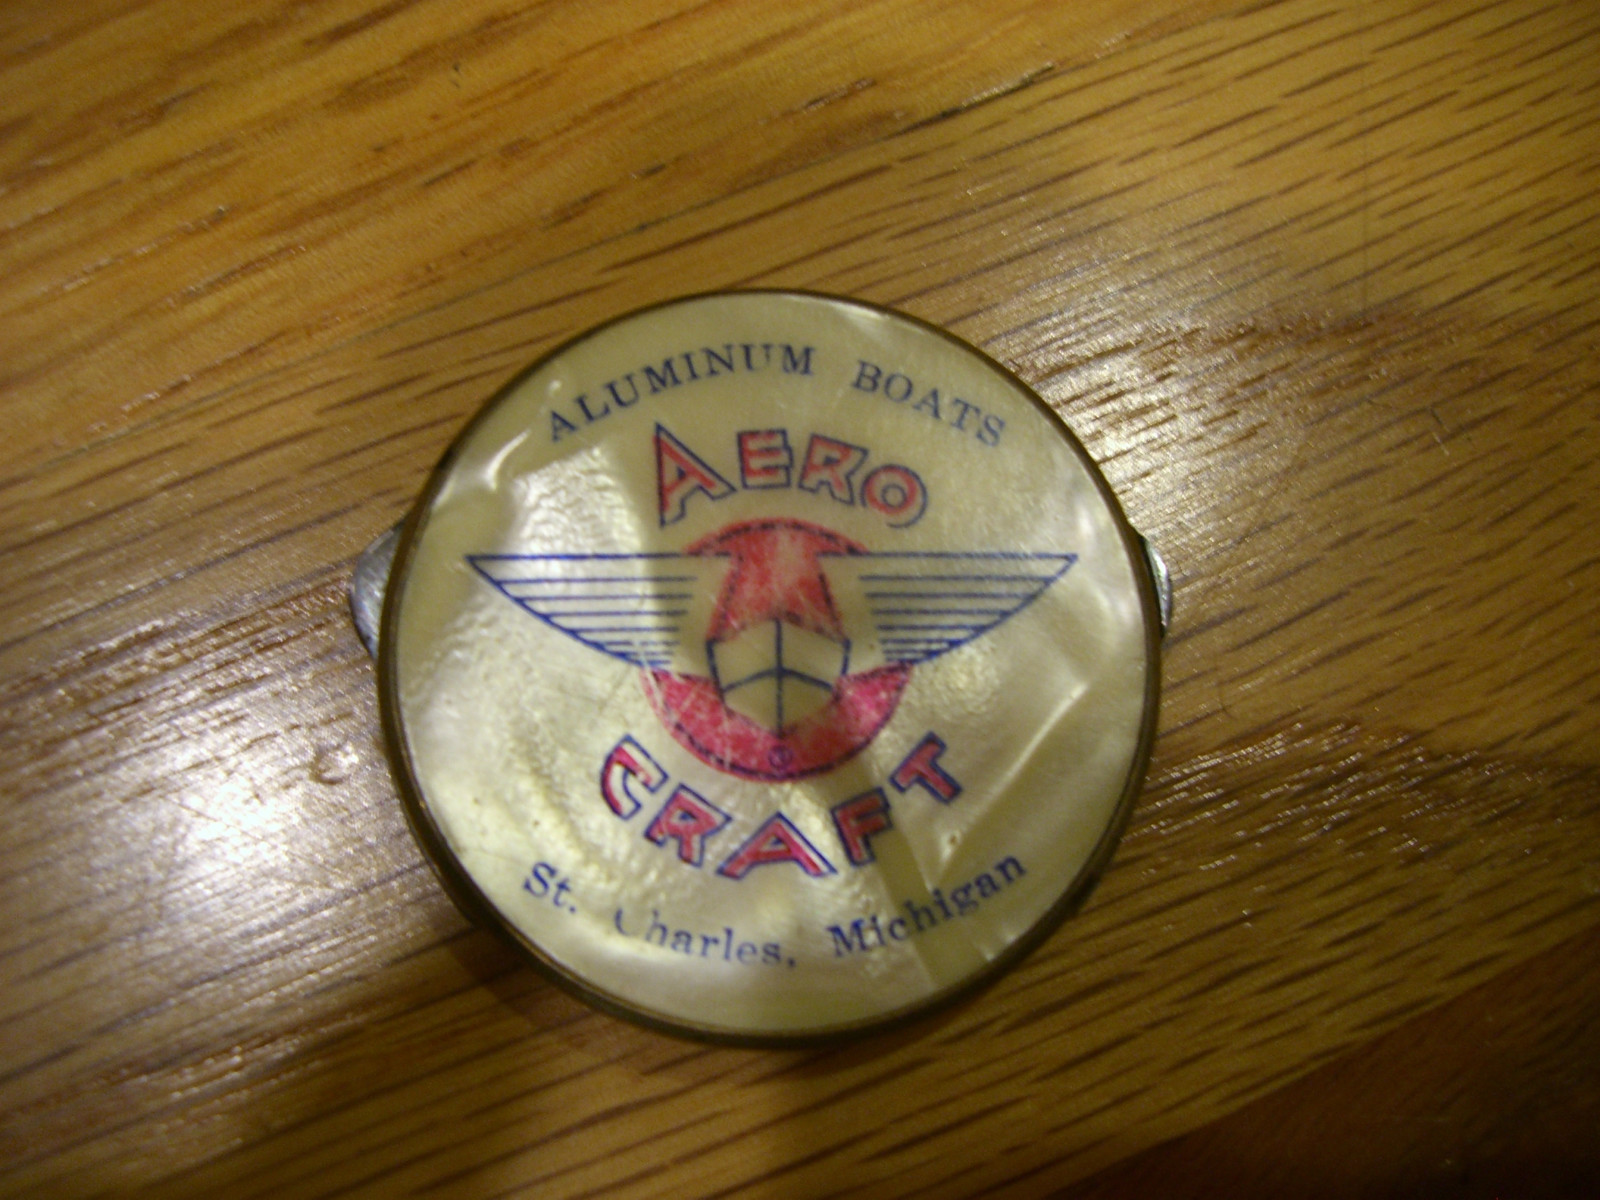 ALUMINUM BOATS
AERO
CRAFT
St. Charles, Michigan